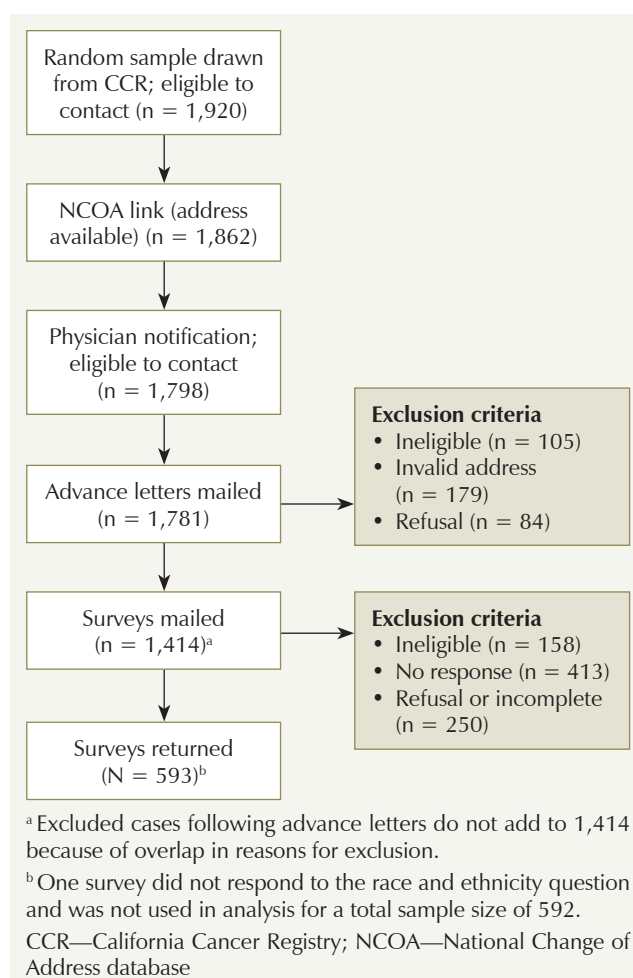 Random sample drawn
from CCR; eligible to
contact (n = 1,920)
NCOA link (address
available) (n = 1,862)
Physician notification;
eligible to contact
(n = 1,798)
Advance letters mailed
(n = 1,781)
Exclusion criteria
• Ineligible (n = 105)
• Invalid address
(n = 179)
• Refusal (n = 84)
Surveys mailed
(n = 1,414)a
Exclusion criteria
• Ineligible (n = 158)
• No response (n = 413)
• Refusal or incomplete
(n = 250)
Surveys returned
(N = 593)b
a Excluded cases following advance letters do not add to 1,414
because of overlap in reasons for exclusion.
b One survey did not respond to the race and ethnicity question
and was not used in analysis for a total sample size of 592.
CCR—California Cancer Registry; NCOA—National Change of
Address database